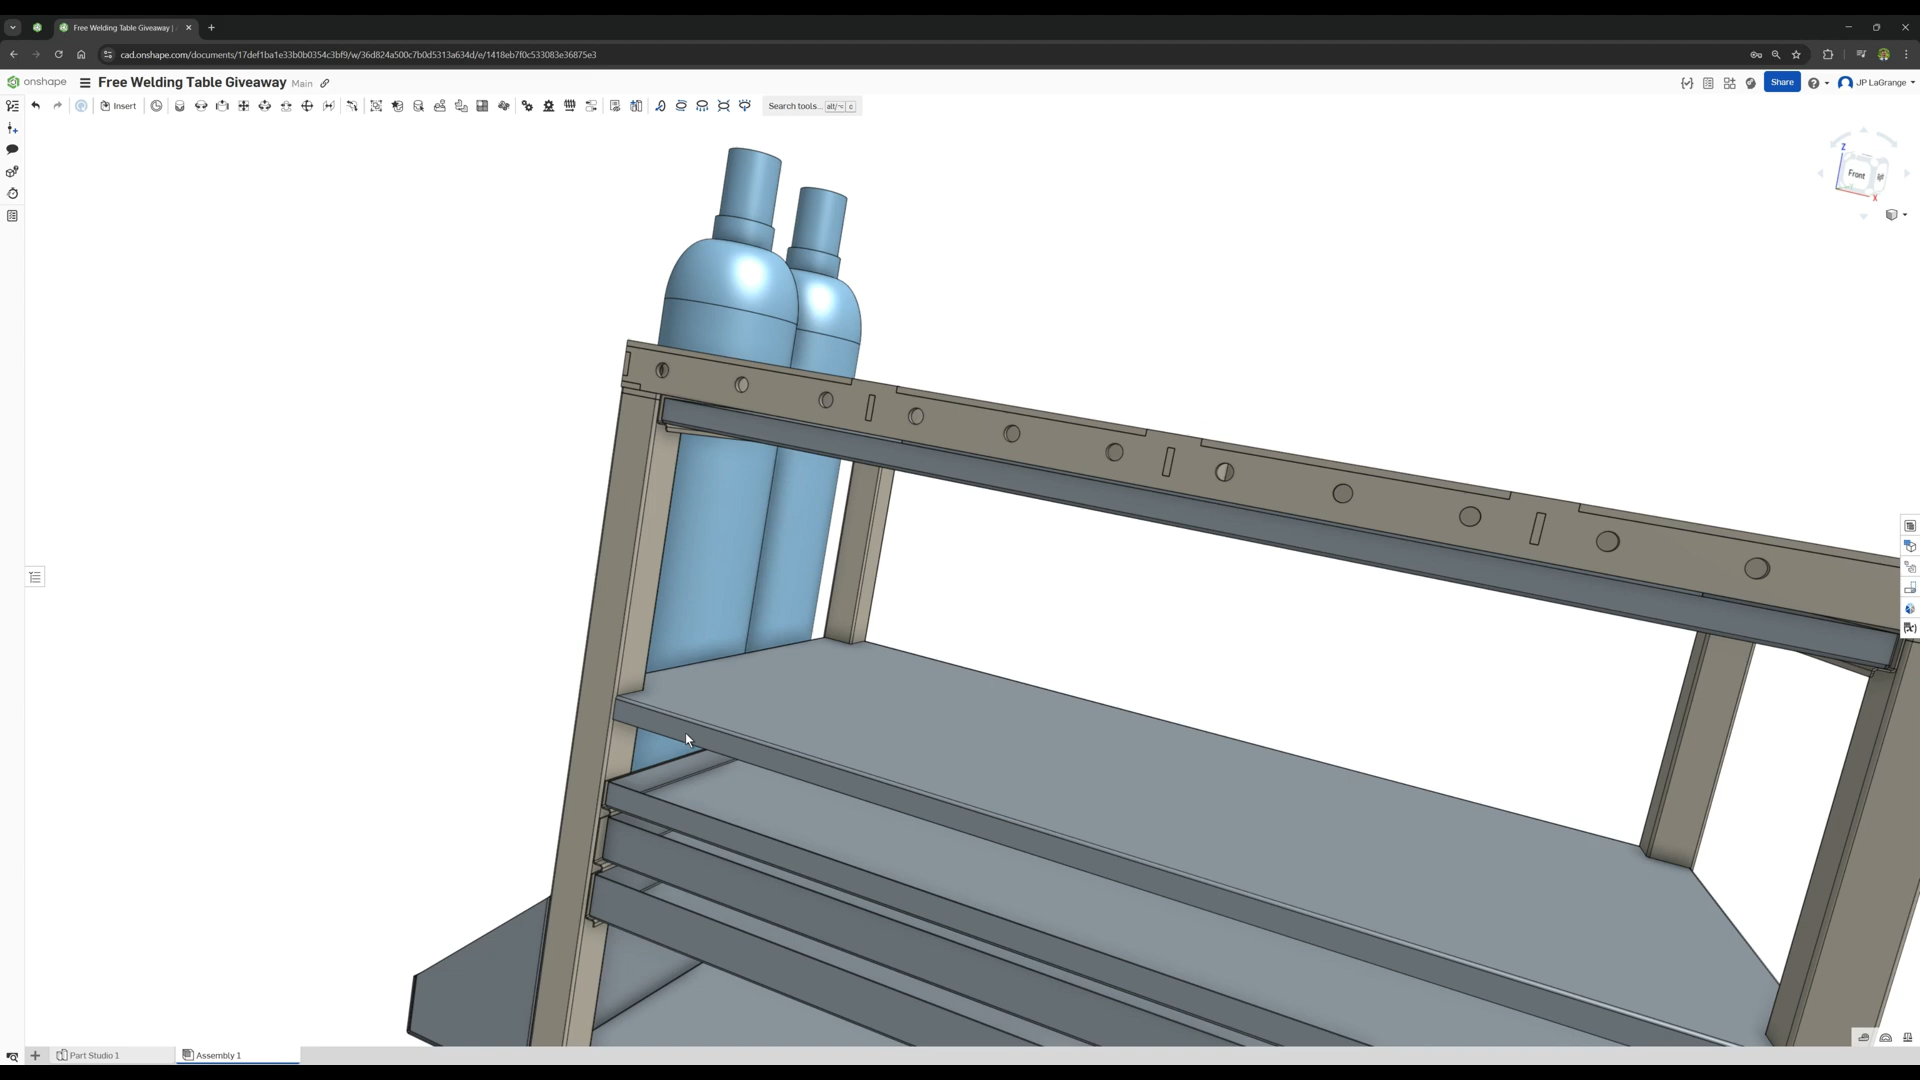 Free Welding Table Giveaway |
cad.onshape.com/documents/17def1ba1e33b0b0354c3bf9/w/36d824a500c7b0d5313a634d/e/1418eb7f0c533083e36875e3
onshape
Free Welding Table Giveaway Main
Share
JP LaGrange
Insert
Search tools... alt/⌥ c
Z
Front
X
Part Studio 1
Assembly 1